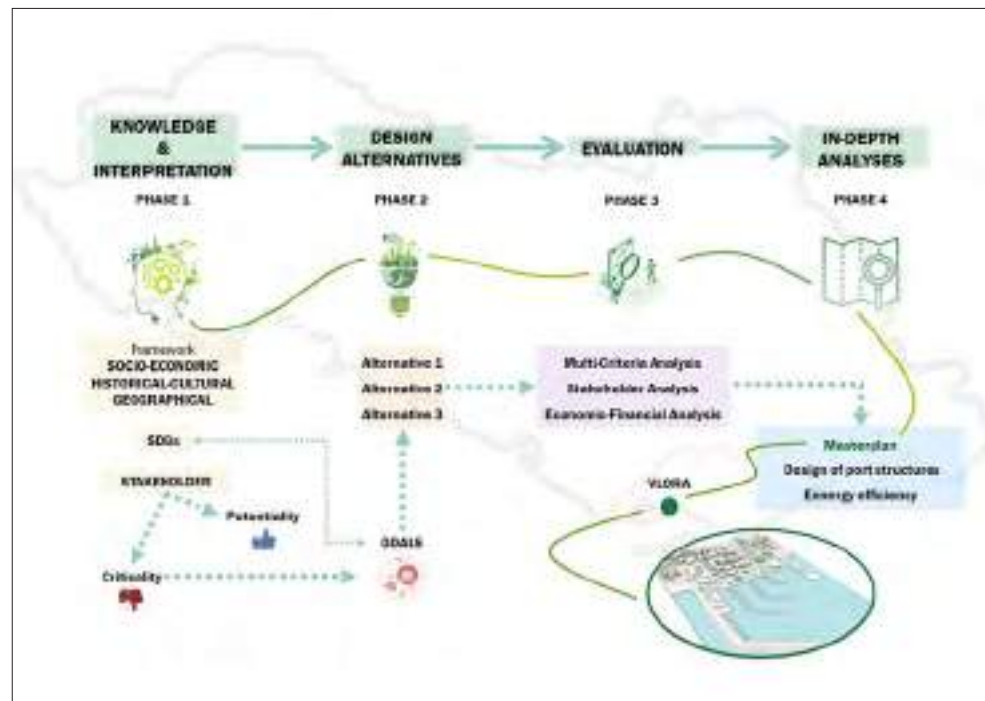 KNOWLEDGE
&
INTERPRETATION
DESIGN
ALTERNATIVES
EVALUATION
IN-DEPTH
ANALYSES
PHASE 1
PHASE 2
PHASE 3
PHASE 4
framework
SOCIO-ECONOMIC
HISTORICAL-CULTURAL
GEOGRAPHICAL
Alternative 1
Alternative 2
Alternative 3
Multi-Criteria Analysis
Stakeholder Analysis
Economic-Financial Analysis
SDGs
STAKEHOLDER
Potentiality
Criticality
GOALS
VLORA
Masterplan
Design of port structures
Energy efficiency